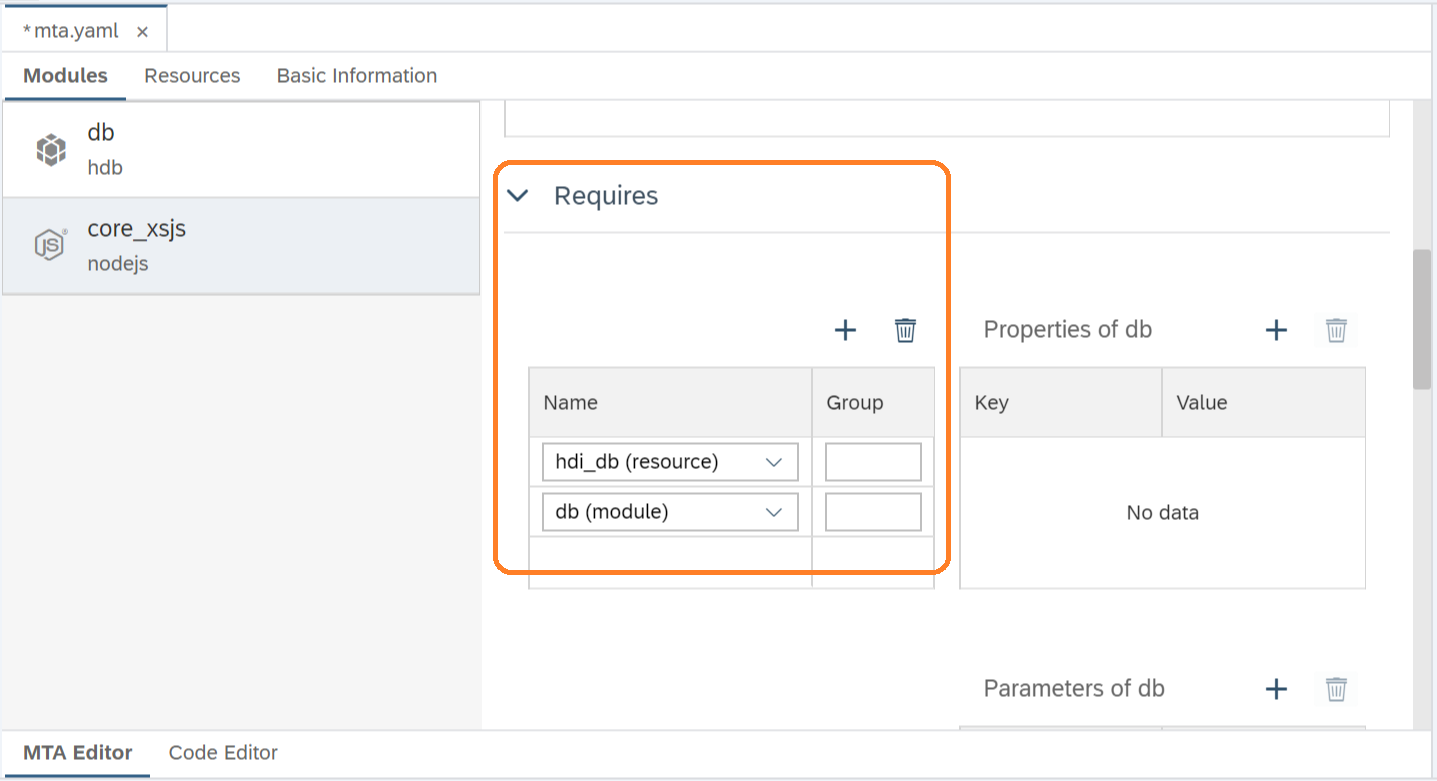 *mta.yaml ×
Modules Resources Basic Information
db
hdb
core_xsjs
JS®
nodejs
Requires
Properties of db
Name Group
Key Value
hdi_db (resource)
db (module)
No data
Parameters of db
MTA Editor Code Editor